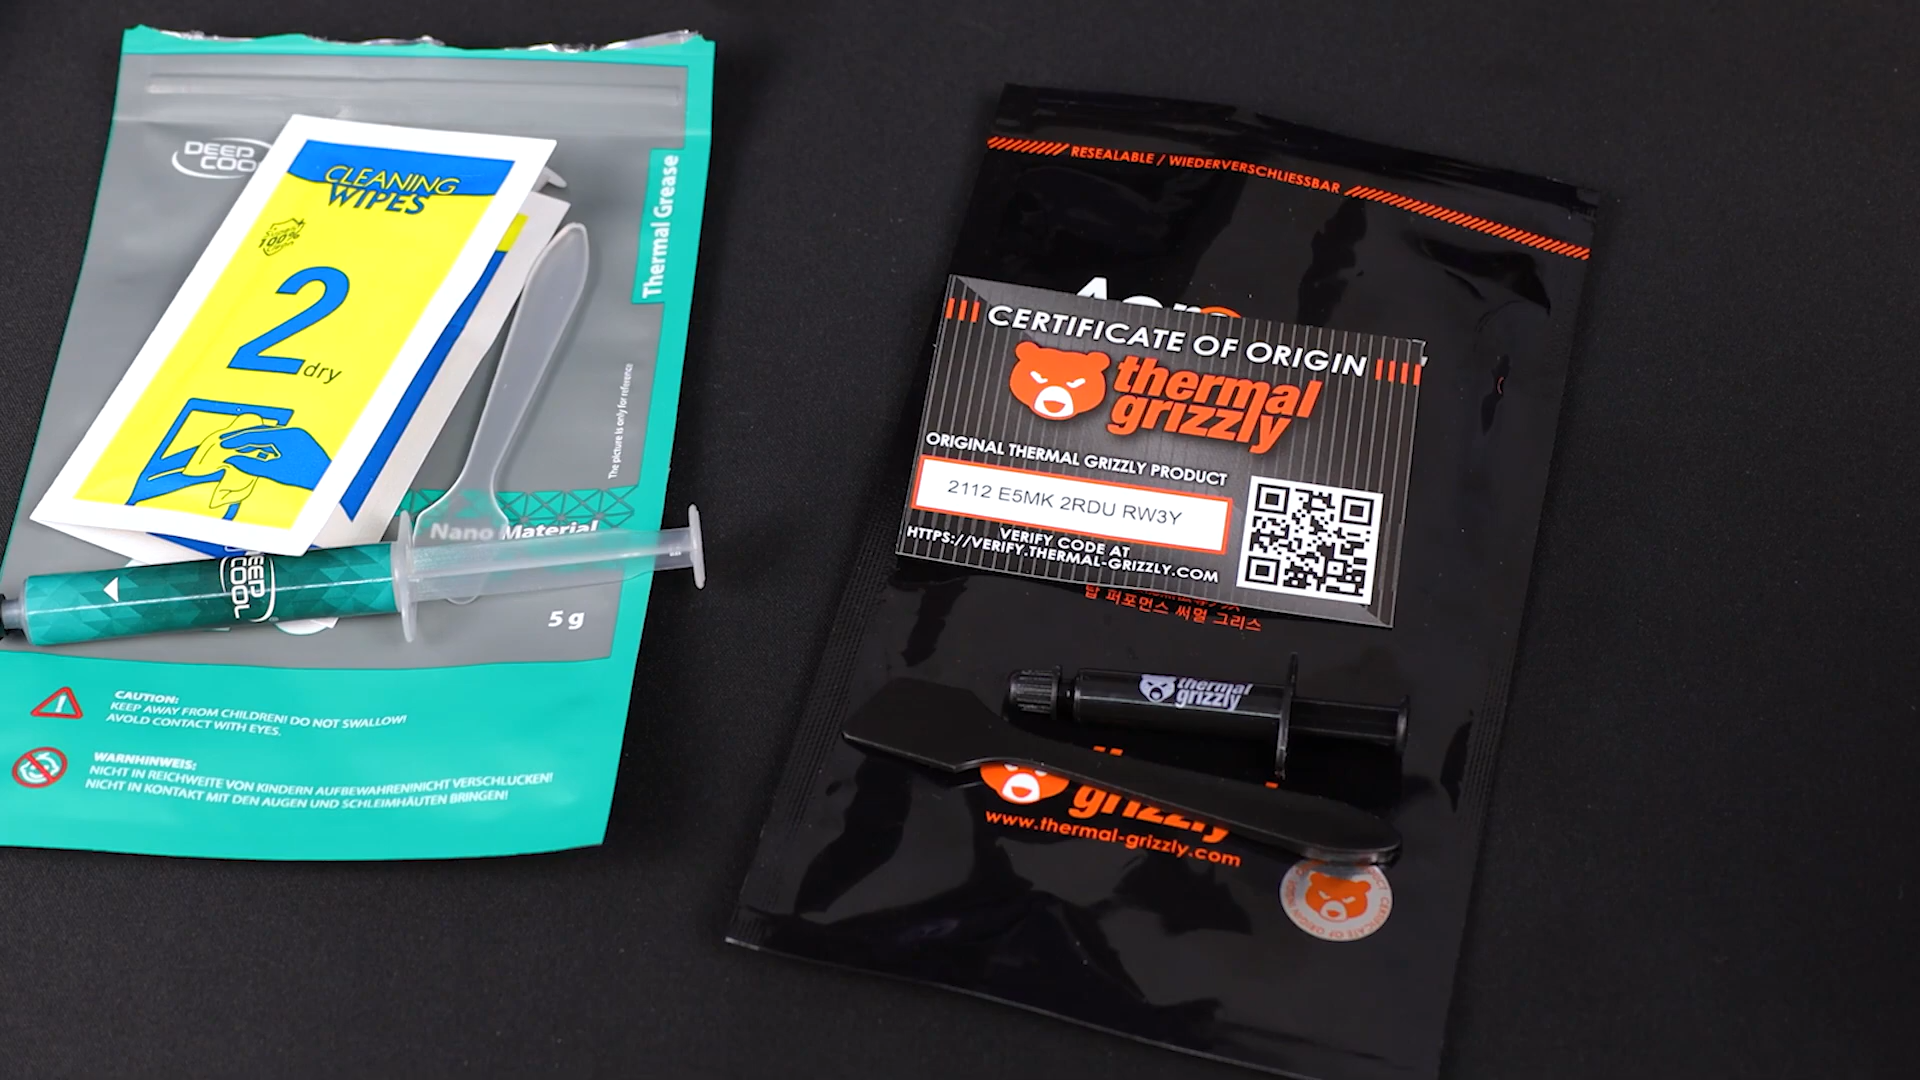 DEEP
COOL
CLEANING
WIPES
100%
2 dry
Thermal Grease
The picture is only for reference
Nano Material
DEEP
COOL
5 g
CAUTION:
KEEP AWAY FROM CHILDREN! DO NOT SWALLOW!
AVOLD CONTACT WITH EYES.
WARNHINWEIS:
NICHT IN REICHWEITE VON KINDERN AUFBEWAHREN!NICHT VERSCHLUCKEN!
NICHT IN KONTAKT MIT DEN AUGEN UND SCHLEIMHÄUTEN BRINGEN!
RESEALABLE / WIEDERVERSCHLIESSBAR
CERTIFICATE OF ORIGIN
thermal
grizzly
ORIGINAL THERMAL GRIZZLY PRODUCT
2112 E5MK 2RDU RW3Y
VERIFY CODE AT
HTTPS://VERIFY.THERMAL-GRIZZLY.COM
탑 퍼포먼스 써멀 그리스
thermal
grizzly
grizzly
www.thermal-grizzly.com
CERTIFICATE OF ORIGIN